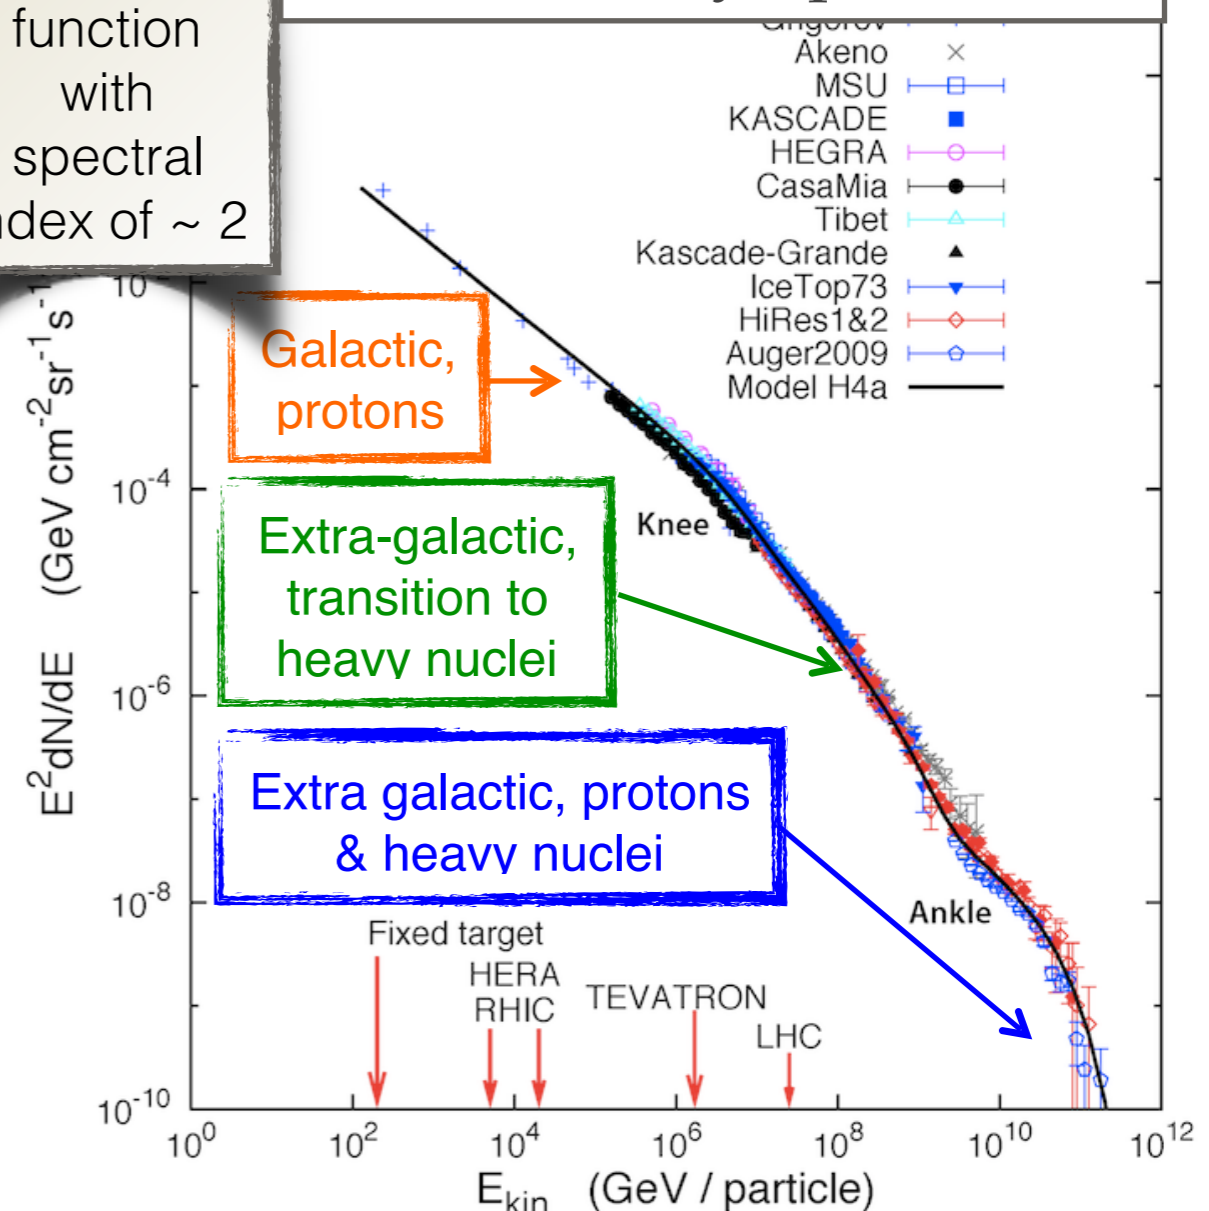 function
with
spectral
ndex of ~ 2
Akeno
MSU
KASCADE
HEGRA
CasaMia
Tibet
Kascade-Grande
IceTop73
HiRes1&2
Auger2009
Model H4a
Galactic,
protons
Extra-galactic,
transition to
heavy nuclei
Extra galactic, protons
& heavy nuclei
Knee
Ankle
Fixed target
HERA
RHIC
TEVATRON
LHC
E²dN/dE (GeV cm⁻²sr⁻¹s⁻¹
10⁻⁴
10⁻⁶
10⁻⁸
10⁻¹⁰
10⁰ 10² 10⁴ 10⁶ 10⁸ 10¹⁰ 10¹²
Ekin (GeV / particle)